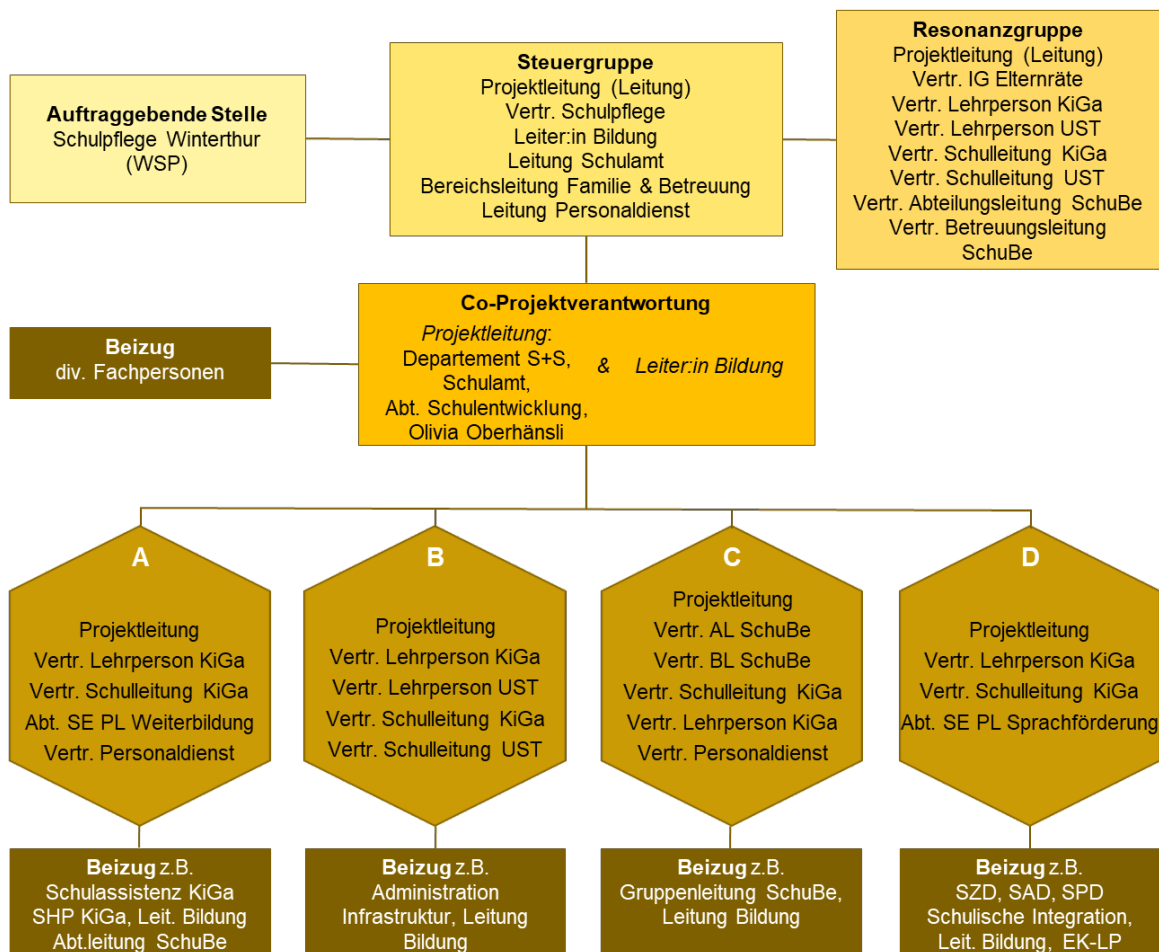 Auftraggebende Stelle
Schulpflege Winterthur
(WSP)
Steuergruppe
Projektleitung (Leitung)
Vertr. Schulpflege
Leiter:in Bildung
Leitung Schulamt
Bereichsleitung Familie & Betreuung
Leitung Personaldienst
Resonanzgruppe
Projektleitung (Leitung)
Vertr. IG Elternräte
Vertr. Lehrperson KiGa
Vertr. Lehrperson UST
Vertr. Schulleitung KiGa
Vertr. Schulleitung UST
Vertr. Abteilungsleitung SchuBe
Vertr. Betreuungsleitung
SchuBe
Beizug
div. Fachpersonen
Co-Projektverantwortung
Projektleitung:
Departement S+S,
Schulamt,
Abt. Schulentwicklung,
Olivia Oberhänsli
& Leiter:in Bildung
A
Projektleitung
Vertr. Lehrperson KiGa
Vertr. Schulleitung KiGa
Abt. SE PL Weiterbildung
Vertr. Personaldienst
B
Projektleitung
Vertr. Lehrperson KiGa
Vertr. Lehrperson UST
Vertr. Schulleitung KiGa
Vertr. Schulleitung UST
C
Projektleitung
Vertr. AL SchuBe
Vertr. BL SchuBe
Vertr. Schulleitung KiGa
Vertr. Lehrperson KiGa
Vertr. Personaldienst
D
Projektleitung
Vertr. Lehrperson KiGa
Vertr. Schulleitung KiGa
Abt. SE PL Sprachförderung
Beizug z.B.
Schulassistenz KiGa
SHP KiGa, Leit. Bildung
Abt.leitung SchuBe
Beizug z.B.
Administration
Infrastruktur, Leitung
Bildung
Beizug z.B.
Gruppenleitung SchuBe,
Leitung Bildung
Beizug z.B.
SZD, SAD, SPD
Schulische Integration,
Leit. Bildung, EK-LP